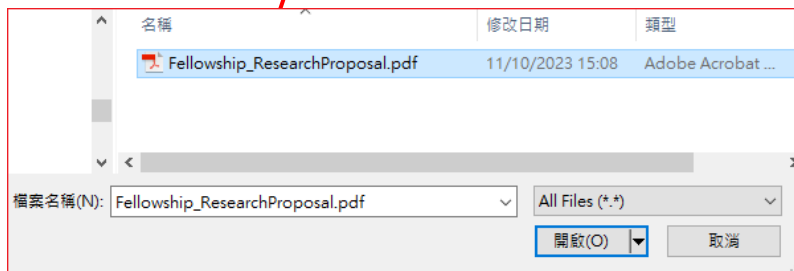 名稱 修改日期 類型
Fellowship_ResearchProposal.pdf 11/10/2023 15:08 Adobe Acrobat ...
檔案名稱(N): Fellowship_ResearchProposal.pdf All Files (*.*)
開啟(O) 取消